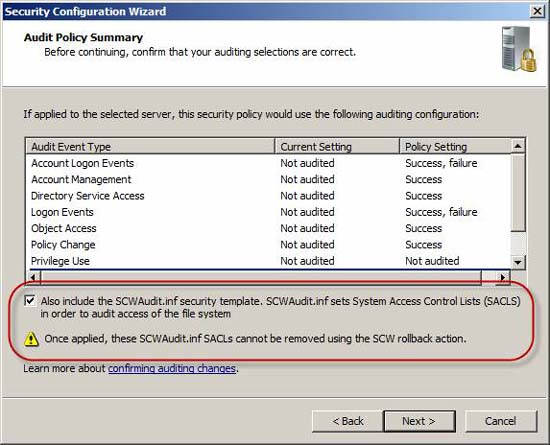 Security Configuration Wizard
Audit Policy Summary
Before continuing, confirm that your auditing selections are correct.
If applied to the selected server, this security policy would use the following auditing configuration:
Audit Event Type Current Setting Policy Setting
Account Logon Events Not audited Success, failure
Account Management Not audited Success
Directory Service Access Not audited Success
Logon Events Not audited Success, failure
Object Access Not audited Success
Policy Change Not audited Success
Privilege Use Not audited Not audited
Also include the SCWAudit.inf security template. SCWAudit.inf sets System Access Control Lists (SACLS)
in order to audit access of the file system
Once applied, these SCWAudit.inf SACLs cannot be removed using the SCW rollback action.
Learn more about confirming auditing changes.
< Back Next > Cancel